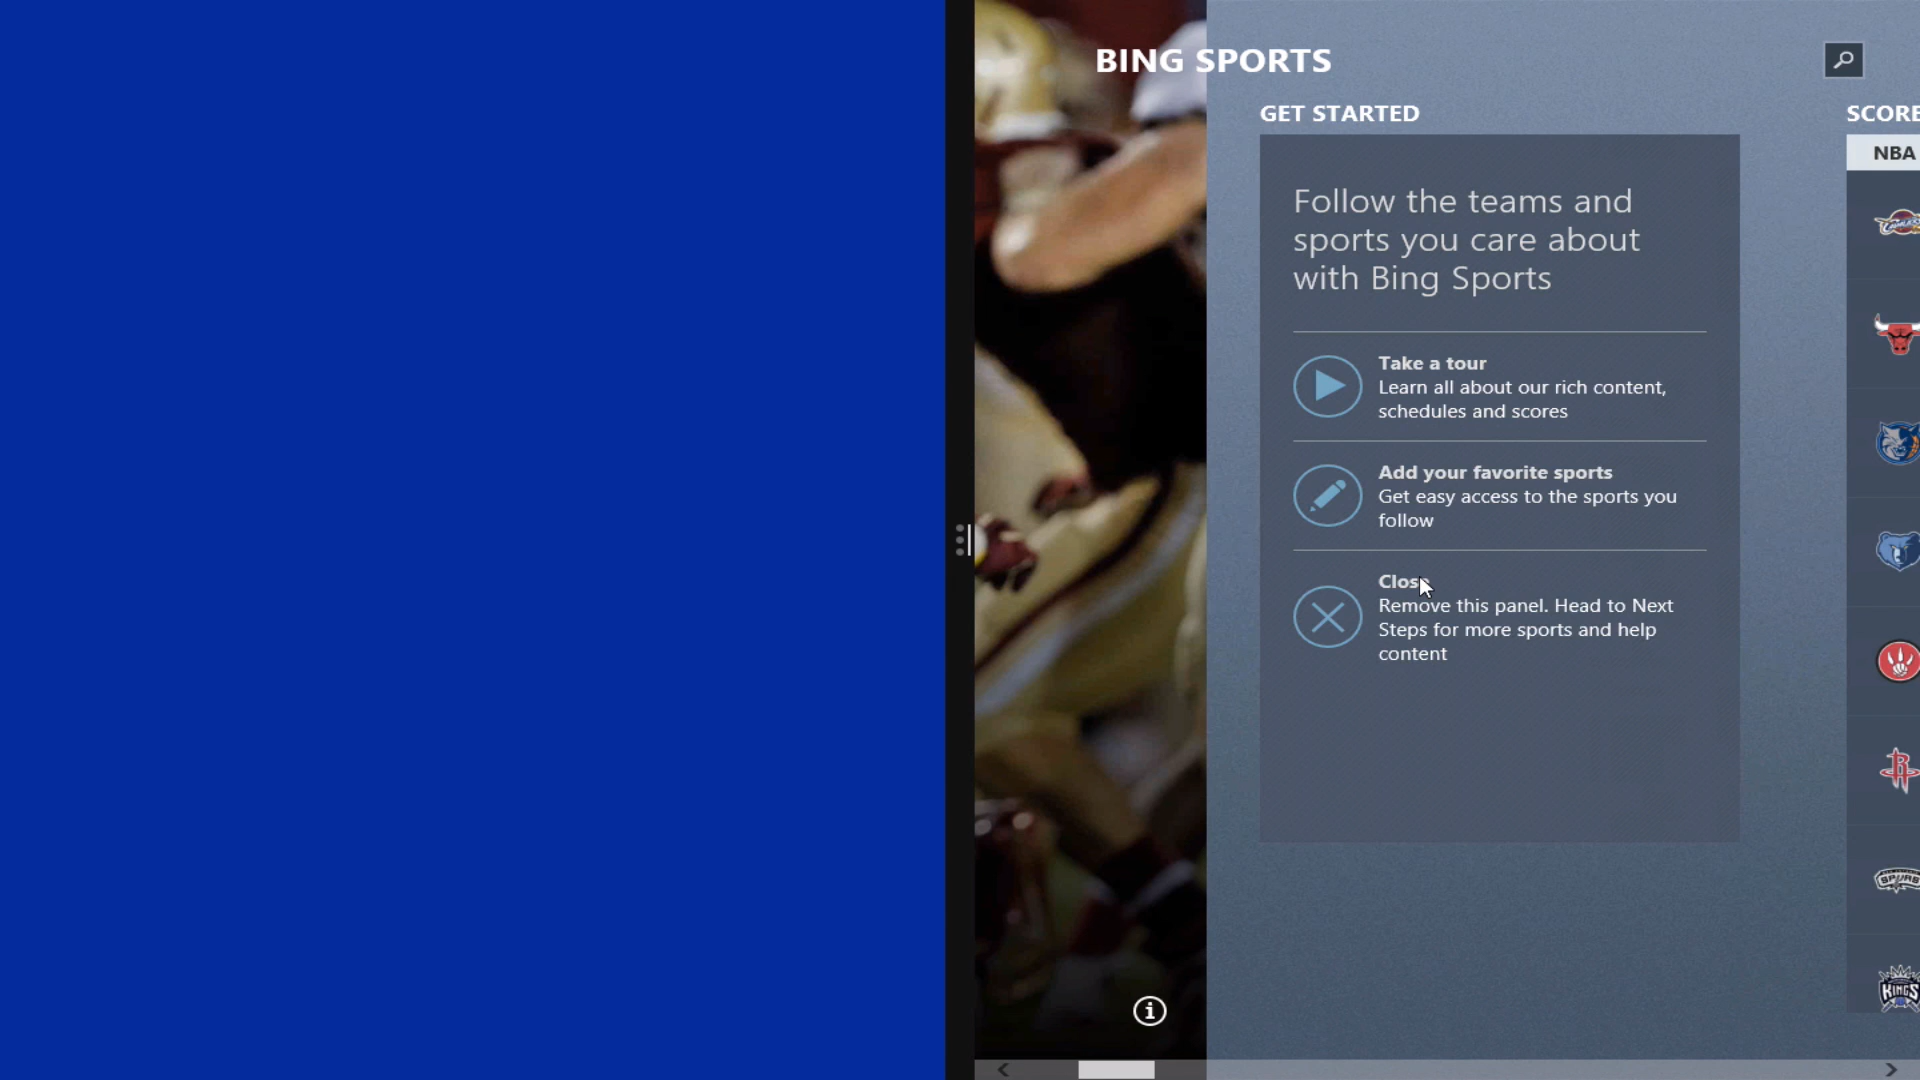 BING SPORTS
GET STARTED
Follow the teams and
sports you care about
with Bing Sports
Take a tour
Learn all about our rich content,
schedules and scores
Add your favorite sports
Get easy access to the sports you
follow
Close
Remove this panel. Head to Next
Steps for more sports and help
content
SCORE
NBA
SPURS
KINGS